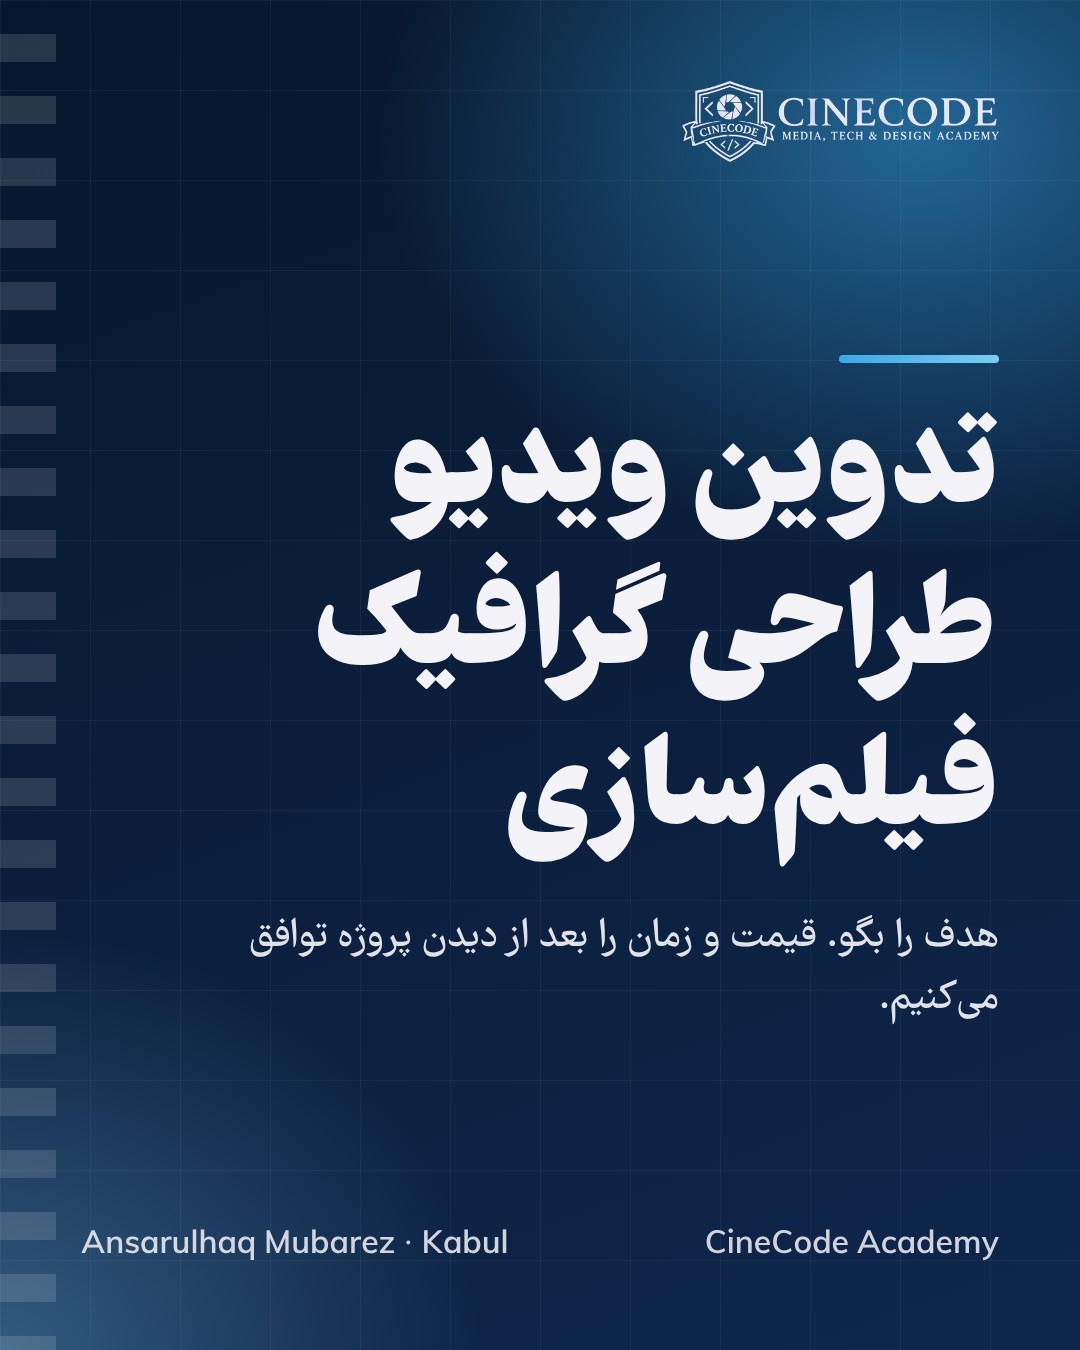 CINECODE
CINECODE
MEDIA, TECH & DESIGN ACADEMY
تدوین ویدیو
طراحی گرافیک
فیلم‌سازی
هدف را بگو. قیمت و زمان را بعد از دیدن پروژه توافق
می‌کنیم.
Ansarulhaq Mubarez · Kabul
CineCode Academy